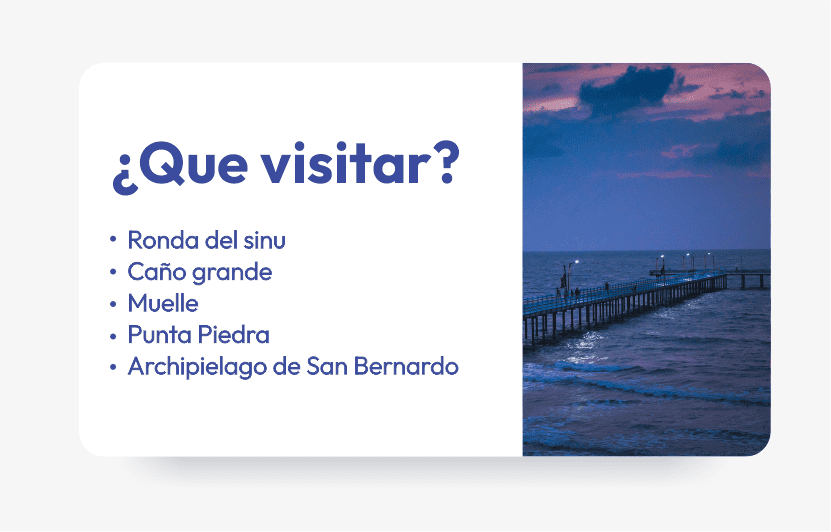 ¿Que visitar?
• Ronda del sinu
• Caño grande
• Muelle
• Punta Piedra
• Archipielago de San Bernardo